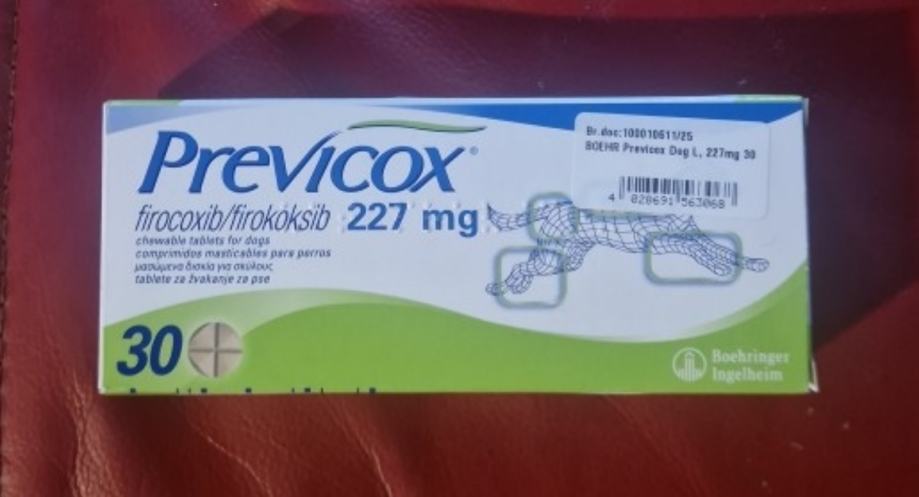 Previcox®
firocoxib/firokoksib 227 mg
chewable tablets for dogs
comprimidos masticables para perros
μασώμενα δισκία για σκύλους
tablete za žvakanje za pse
30
Br.doc:100010611/25
BOEHR Previcox Dog L, 227mg 30
4 028691 563068
Boehringer
Ingelheim